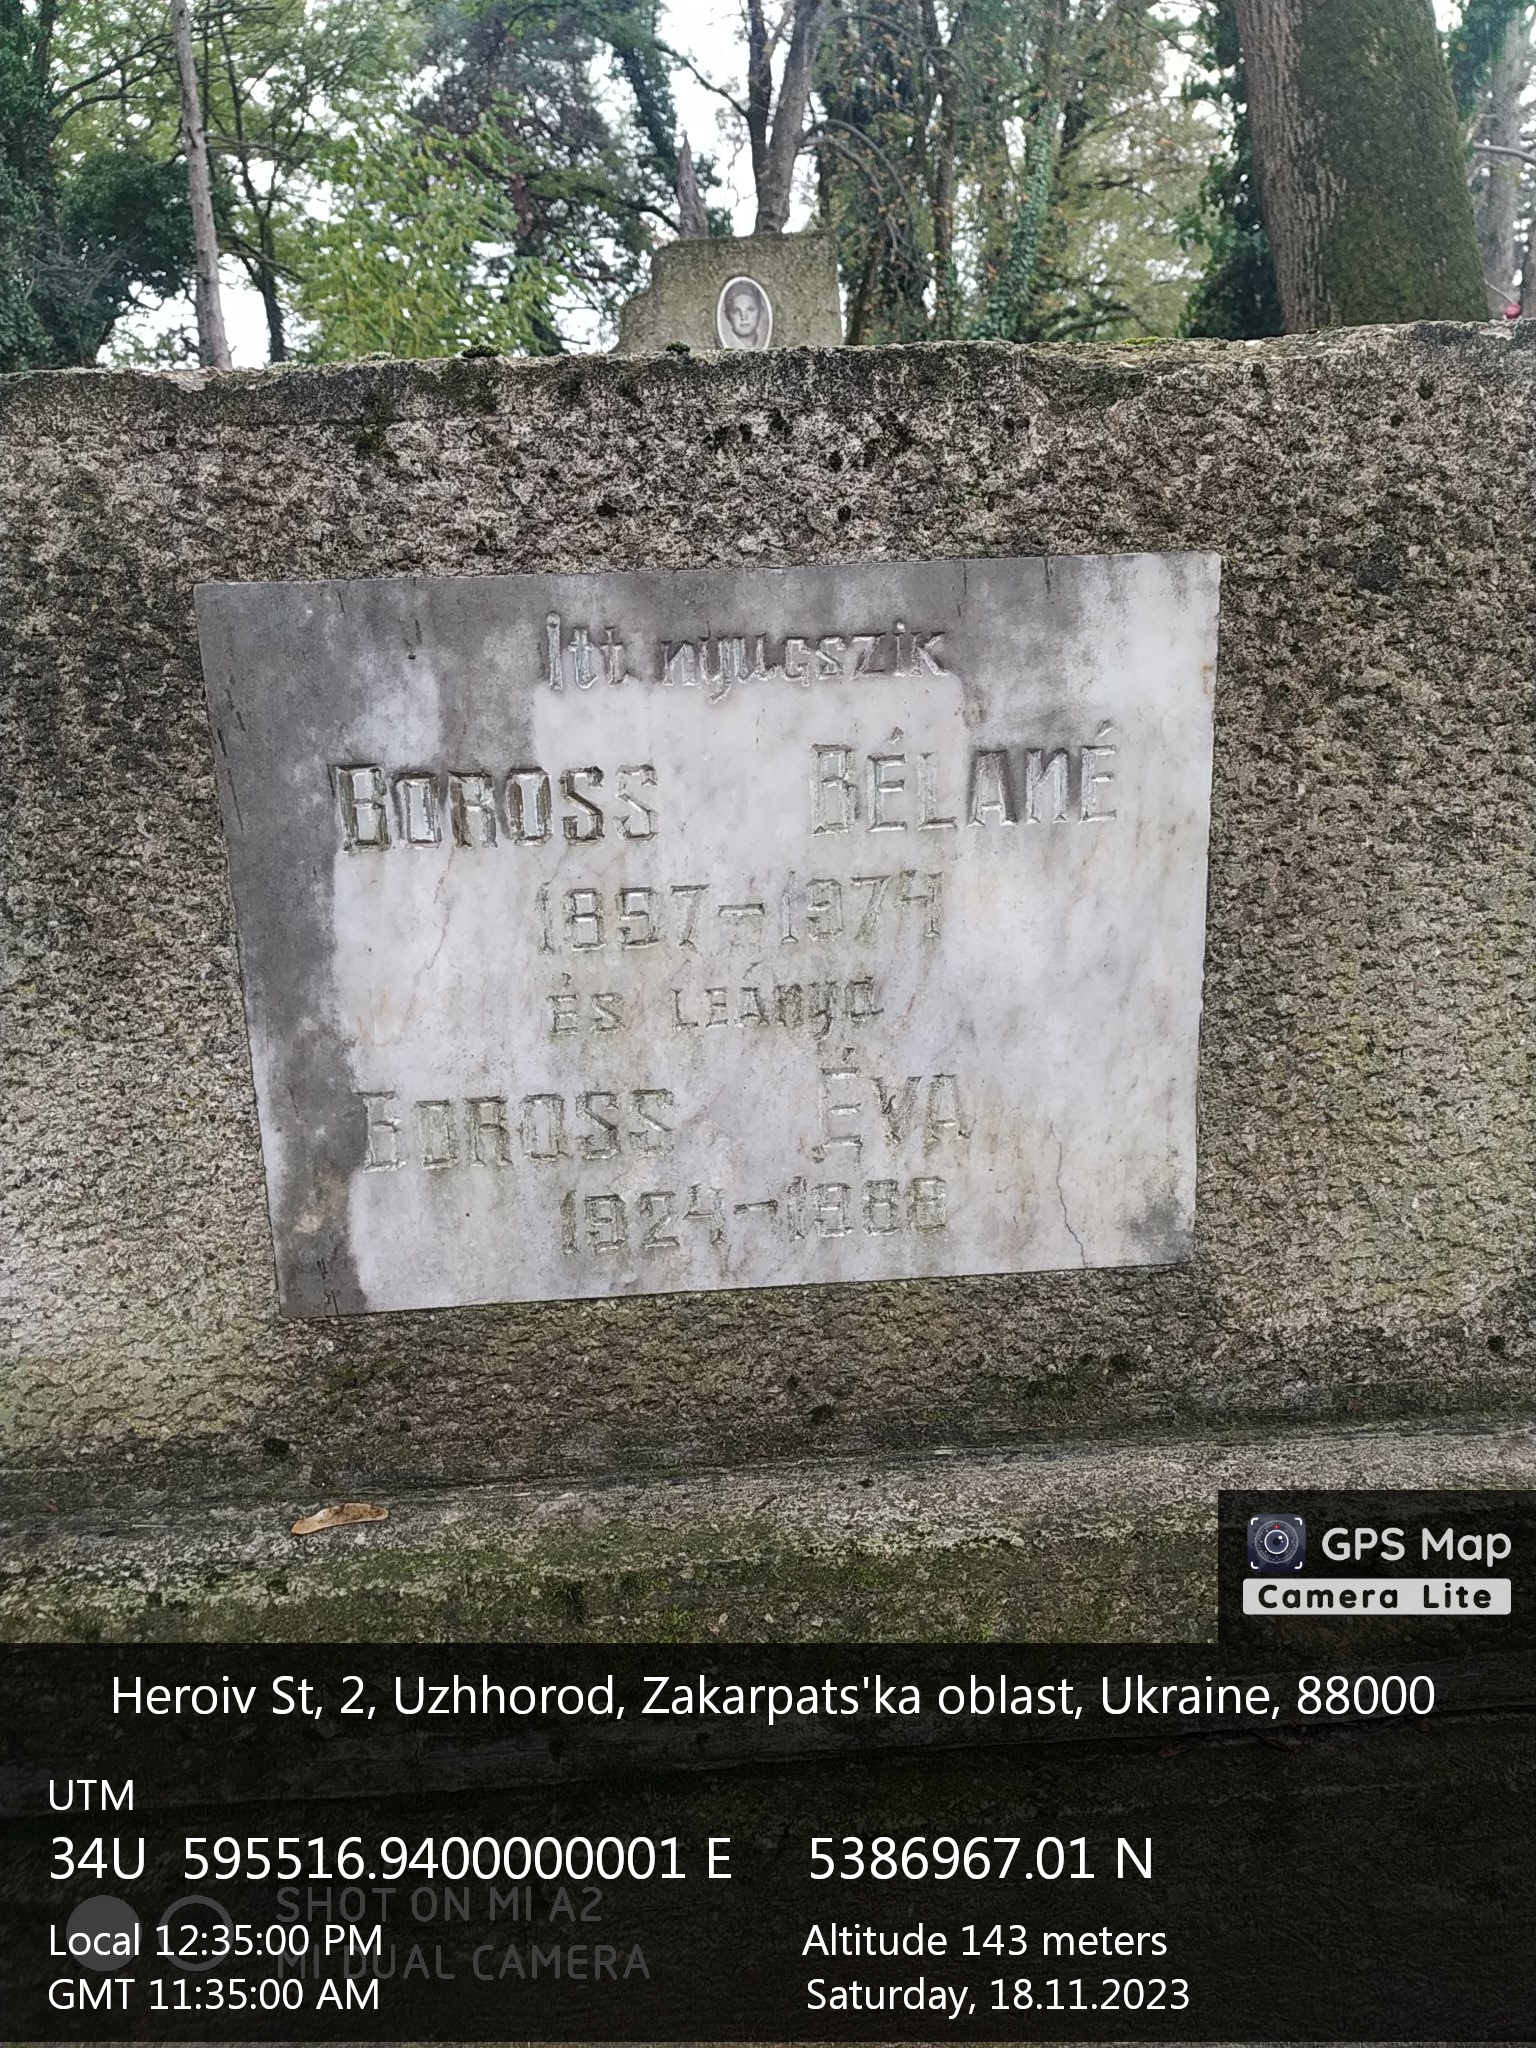 Itt nyugszik
BOROSS BÉLÁNÉ
1897-1974
ÉS LEÁNYA
BOROSS ÉVA
1924-1988
GPS Map
Camera Lite
Heroiv St, 2, Uzhhorod, Zakarpats'ka oblast, Ukraine, 88000
UTM
34U 595516.9400000001 E 5386967.01 N
SHOT ON MI A2
MI DUAL CAMERA
Local 12:35:00 PM Altitude 143 meters
GMT 11:35:00 AM Saturday, 18.11.2023